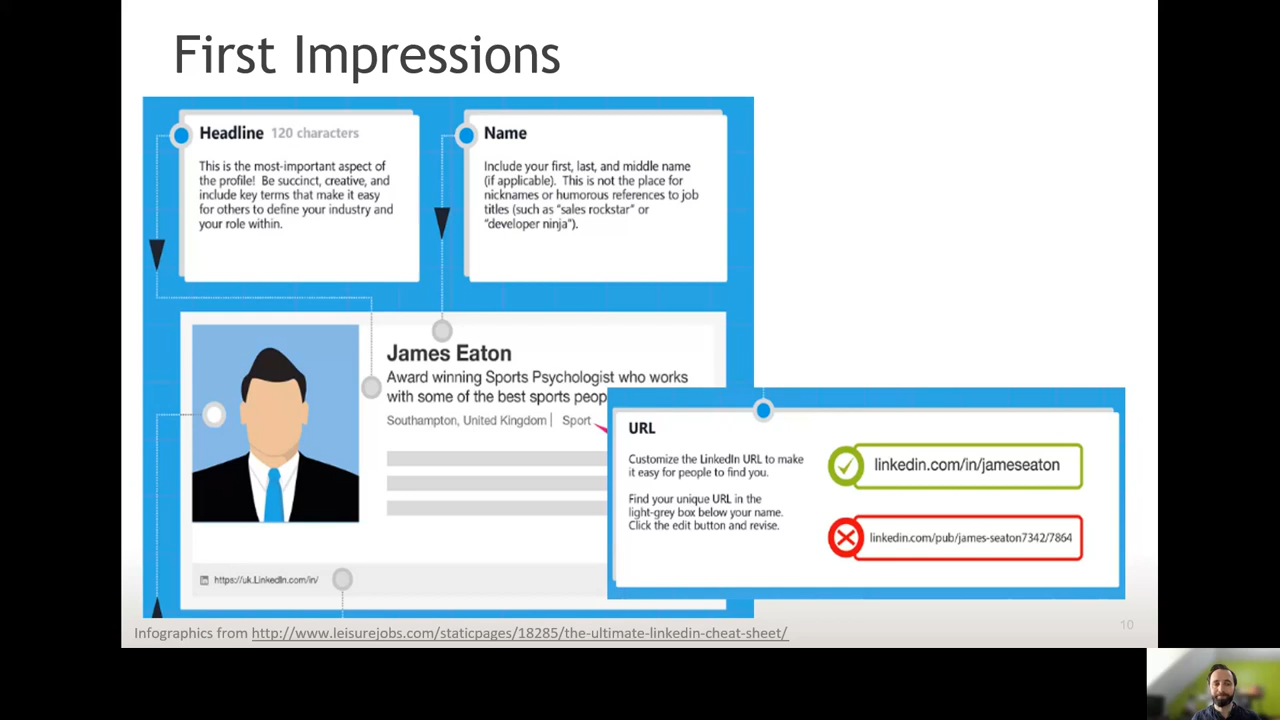 First Impressions
Headline 120 characters
This is the most-important aspect of
the profile! Be succinct, creative, and
include key terms that make it easy
for others to define your industry and
your role within.
Name
Include your first, last, and middle name
(if applicable). This is not the place for
nicknames or humorous references to job
titles (such as "sales rockstar" or
"developer ninja").
James Eaton
Award winning Sports Psychologist who works
with some of the best sports
Southampton, United Kingdom | Sport
https://uk.LinkedIn.com/in/
URL
Customize the LinkedIn URL to make
it easy for people to find you.
Find your unique URL in the
light-grey box below your name.
Click the edit button and revise.
linkedin.com/in/jameseaton
linkedin.com/pub/james-seaton7342/7864
Infographics from http://www.leisurejobs.com/staticpages/18285/the-ultimate-linkedin-cheat-sheet/
10